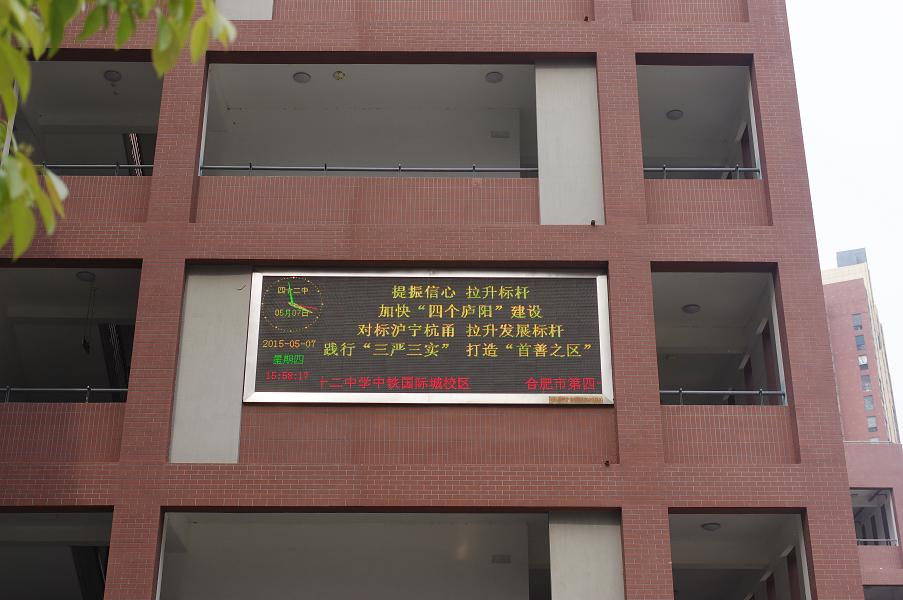 四十二中
05月07日
2015-05-07
星期四
15:58:17
提振信心 拉升标杆
加快“四个庐阳”建设
对标沪宁杭甬 拉升发展标杆
践行“三严三实” 打造“首善之区”
十二中学中铁国际城校区 合肥市第四十